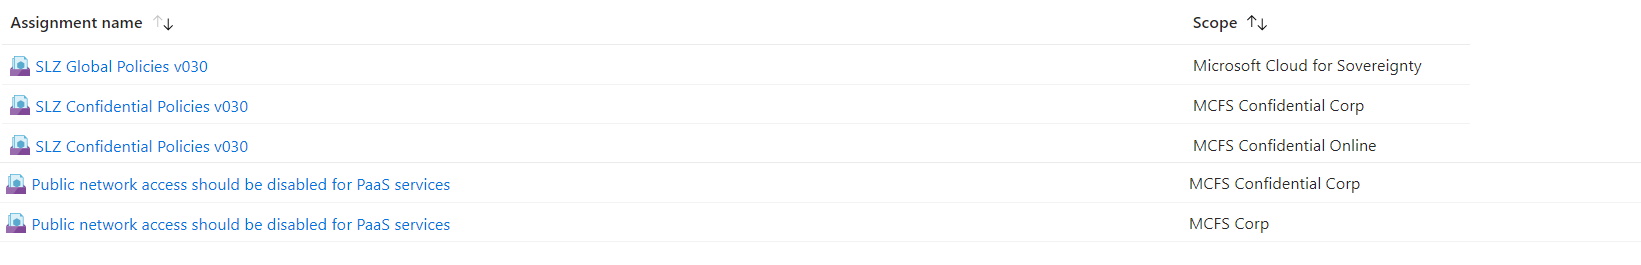 Assignment name ↑↓ Scope ↑↓
SLZ Global Policies v030 Microsoft Cloud for Sovereignty
SLZ Confidential Policies v030 MCFS Confidential Corp
SLZ Confidential Policies v030 MCFS Confidential Online
Public network access should be disabled for PaaS services MCFS Confidential Corp
Public network access should be disabled for PaaS services MCFS Corp